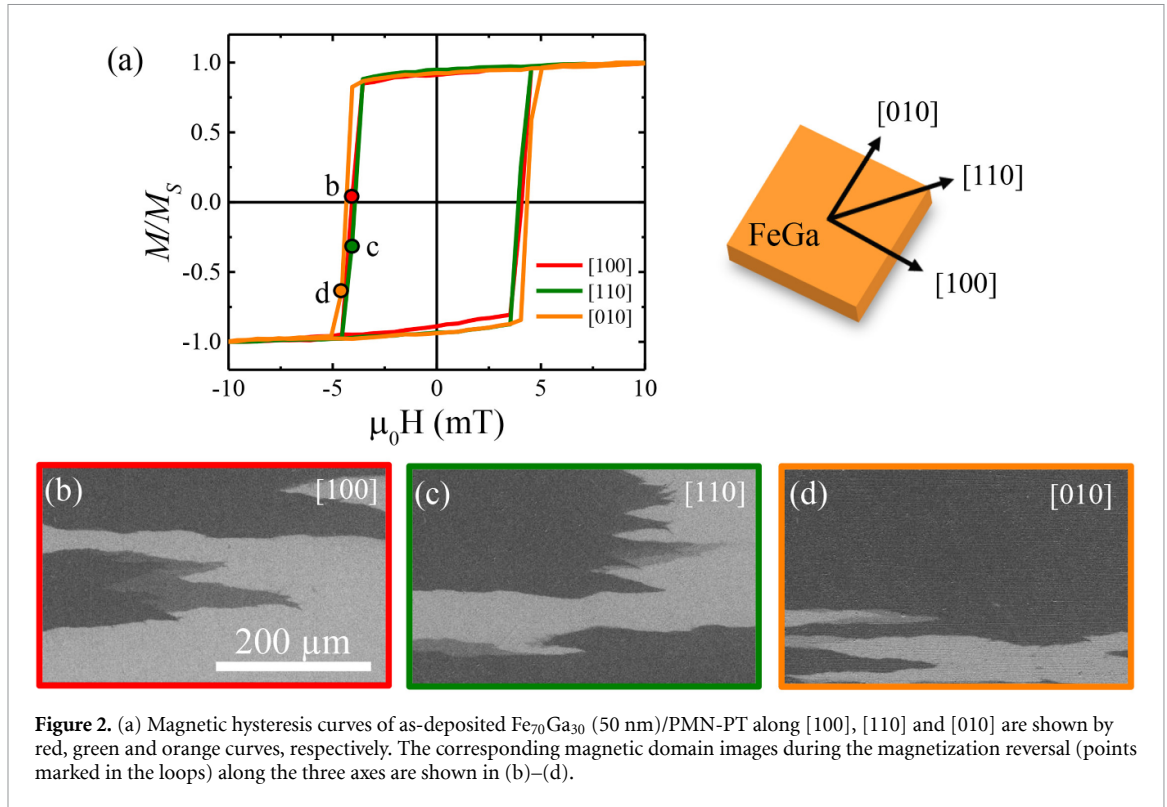 (a)
1.0
0.5
0.0
-0.5
-1.0
M/M_S
-10
-5
0
5
10
μ₀H (mT)
b
c
d
[100]
[110]
[010]
[010]
[110]
[100]
FeGa
(b)
[100]
200 μm
(c)
[110]
(d)
[010]
Figure 2. (a) Magnetic hysteresis curves of as-deposited Fe₇₀Ga₃₀ (50 nm)/PMN-PT along [100], [110] and [010] are shown by
red, green and orange curves, respectively. The corresponding magnetic domain images during the magnetization reversal (points
marked in the loops) along the three axes are shown in (b)–(d).